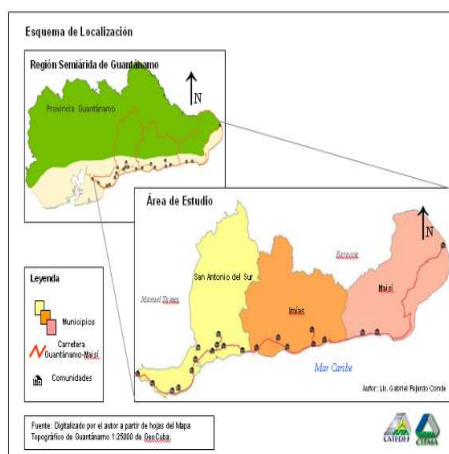 Esquema de Localización
Región Semiárida de Guantánamo
N
Provincia Guantánamo
Área de Estudio
N
San Antonio del Sur
Imías
Maisí
Baracoa
Manuel Tames
Mar Caribe
Autor: Lic. Gabriel Fajardo Conde
Leyenda
Municipios
Carretera
Guantánamo-Maisí
Comunidades
Fuente: Digitalizado por el autor a partir de hojas del Mapa
Topográfico de Guantánamo 1:25000 de GeoCuba.
CATEDES
CITMA